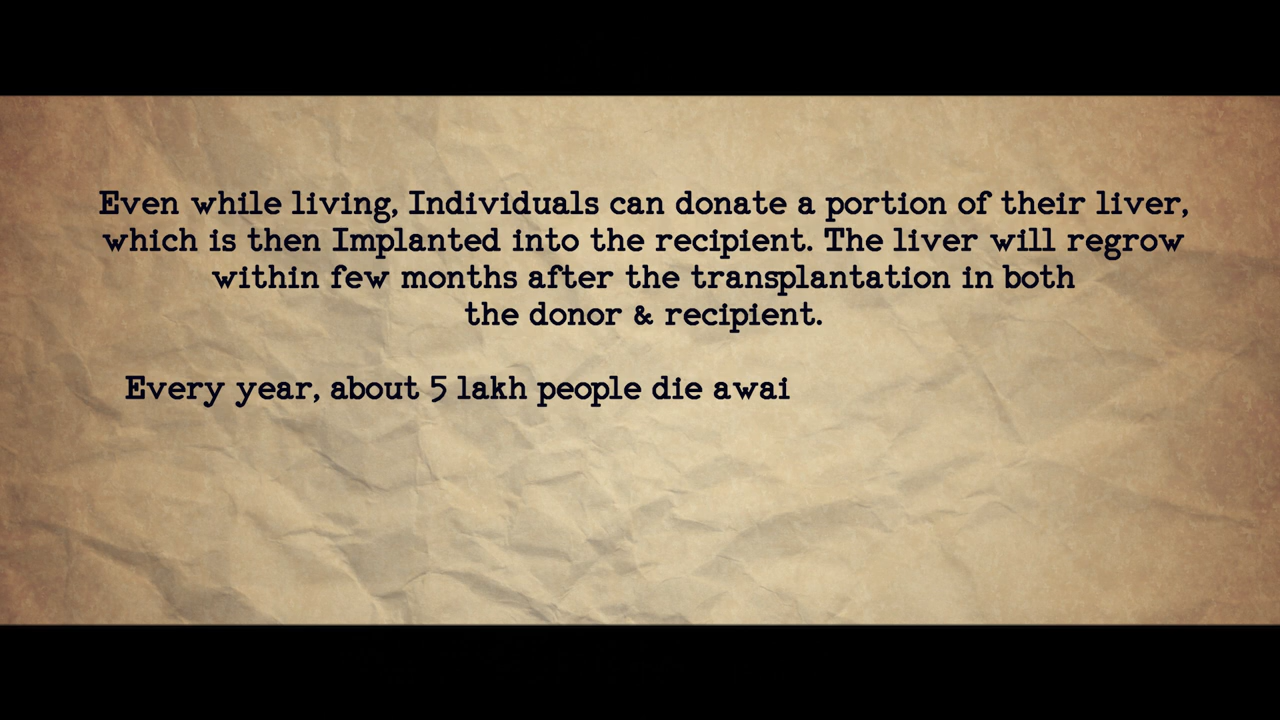 Even while living, Individuals can donate a portion of their liver,
which is then Implanted into the recipient. The liver will regrow
within few months after the transplantation in both
the donor & recipient.
Every year, about 5 lakh people die awai